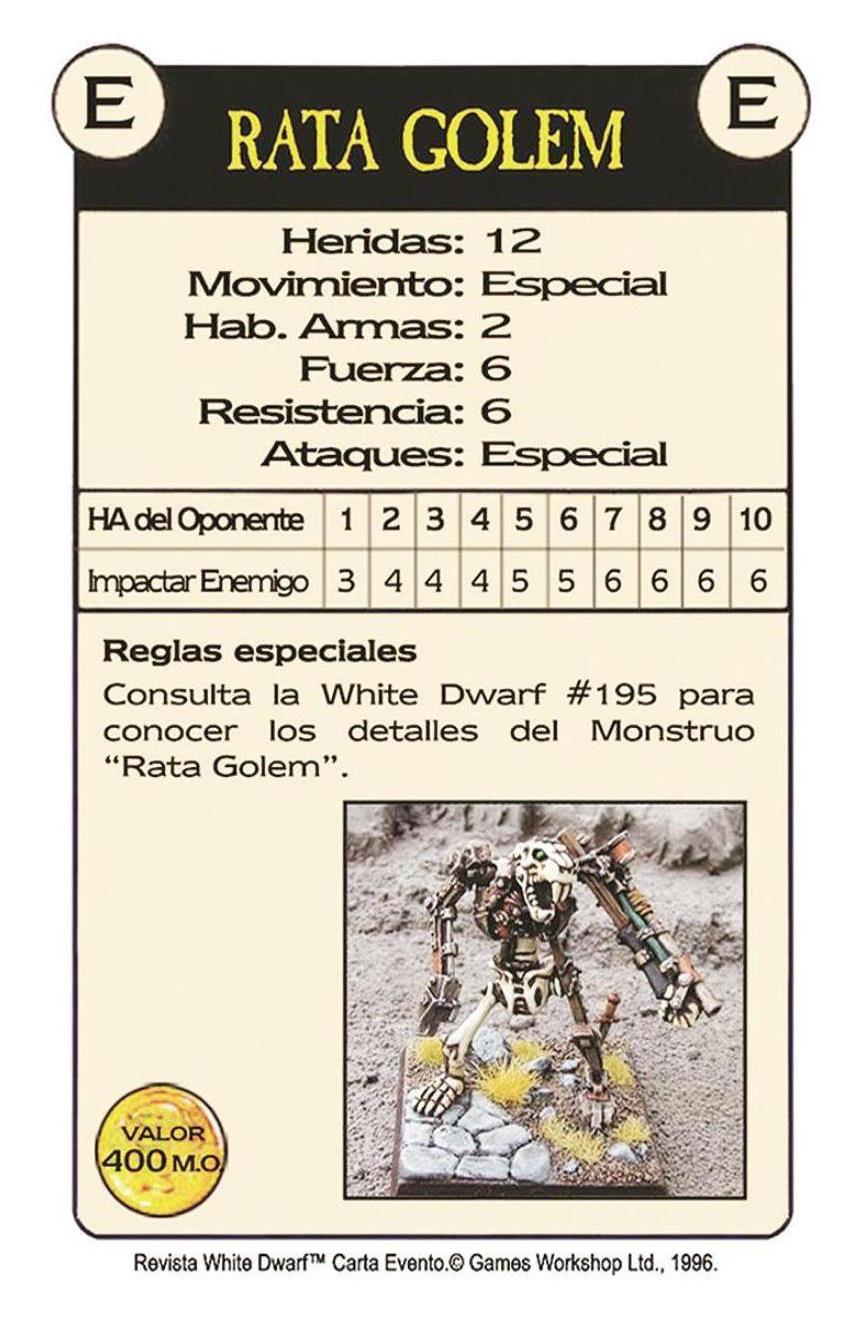 E
E
RATA GOLEM
Heridas: 12
Movimiento: Especial
Hab. Armas: 2
Fuerza: 6
Resistencia: 6
Ataques: Especial
HA del Oponente 1 2 3 4 5 6 7 8 9 10
Impactar Enemigo 3 4 4 4 5 5 6 6 6 6
Reglas especiales
Consulta la White Dwarf #195 para
conocer los detalles del Monstruo
“Rata Golem”.
VALOR
400 M.O.
Revista White Dwarf™ Carta Evento.© Games Workshop Ltd., 1996.